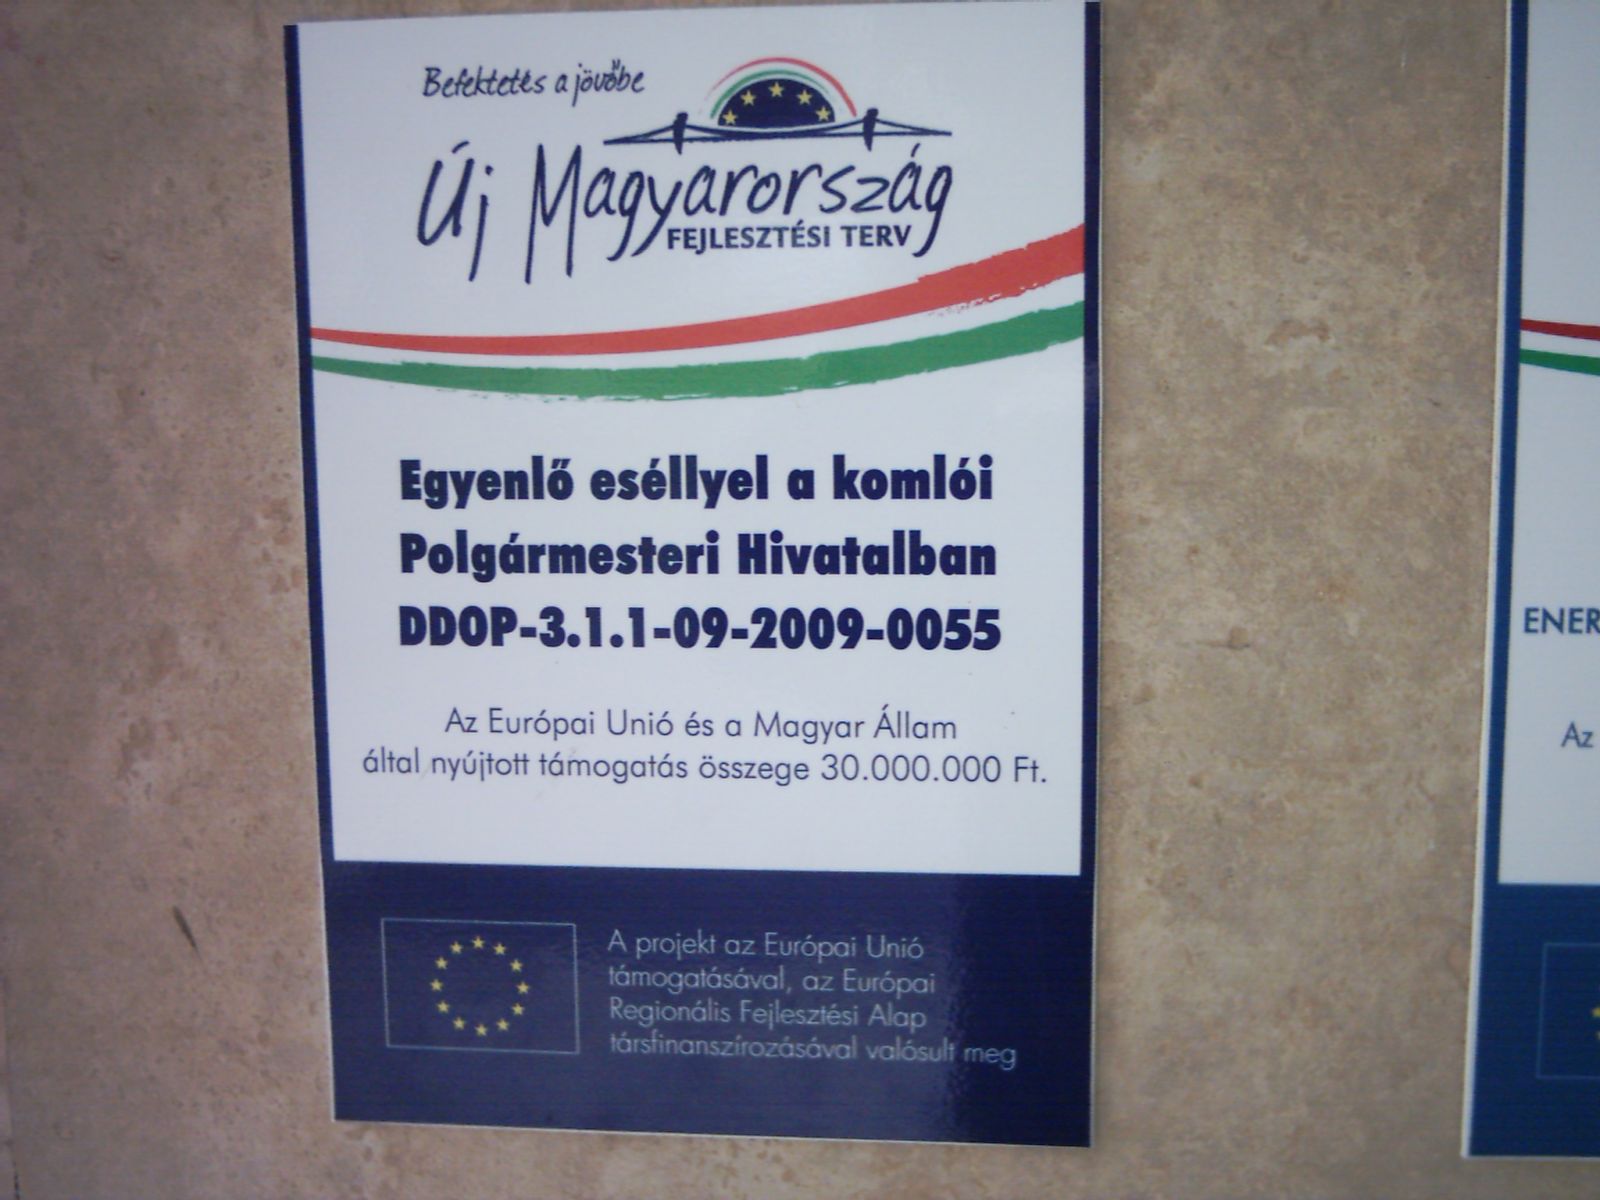 Befektetés a jövőbe
Új Magyarország
FEJLESZTÉSI TERV
Egyenlő eséllyel a komlói
Polgármesteri Hivatalban
DDOP-3.1.1-09-2009-0055
Az Európai Unió és a Magyar Állam
által nyújtott támogatás összege 30.000.000 Ft.
A projekt az Európai Unió
támogatásával, az Európai
Regionális Fejlesztési Alap
társfinanszírozásával valósult meg
ENER
Az